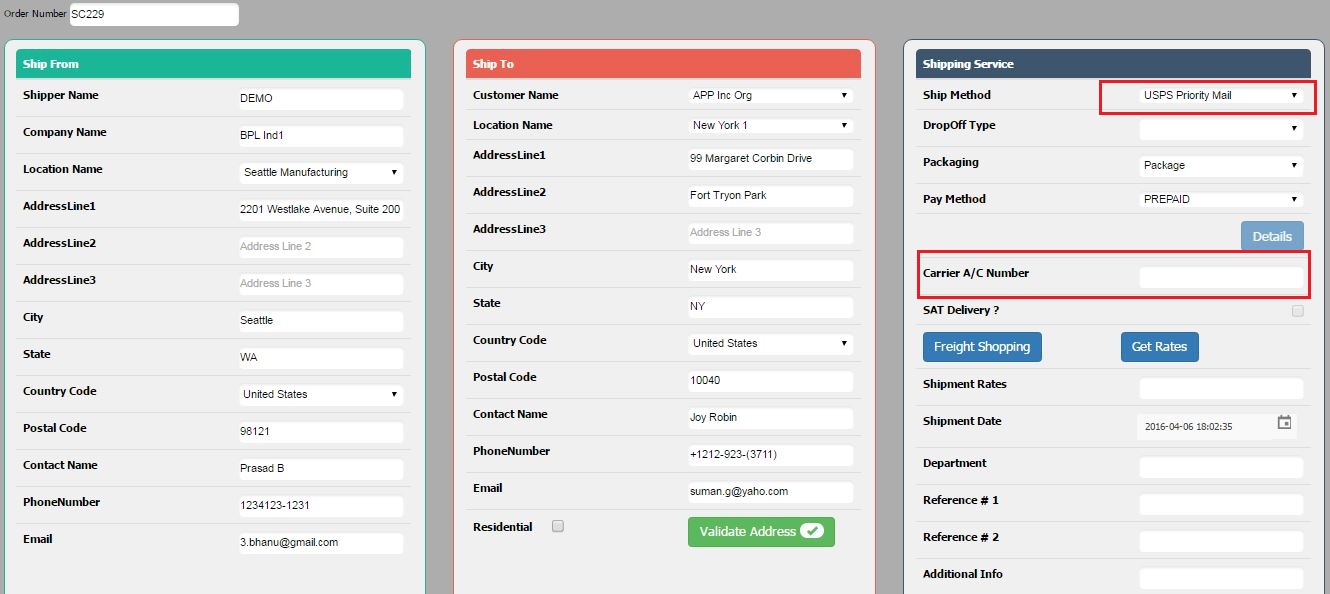 Order Number SC229
Ship From
Shipper Name DEMO
Company Name BPL Ind1
Location Name Seattle Manufacturing
AddressLine1 2201 Westlake Avenue, Suite 200
AddressLine2 Address Line 2
AddressLine3 Address Line 3
City Seattle
State WA
Country Code United States
Postal Code 98121
Contact Name Prasad B
PhoneNumber 1234123-1231
Email 3.bhanu@gmail.com
Ship To
Customer Name APP Inc Org
Location Name New York 1
AddressLine1 99 Margaret Corbin Drive
AddressLine2 Fort Tryon Park
AddressLine3 Address Line 3
City New York
State NY
Country Code United States
Postal Code 10040
Contact Name Joy Robin
PhoneNumber +1212-923-(3711)
Email suman.g@yaho.com
Residential Validate Address
Shipping Service
Ship Method USPS Priority Mail
DropOff Type
Packaging Package
Pay Method PREPAID
Details
Carrier A/C Number
SAT Delivery ?
Freight Shopping Get Rates
Shipment Rates
Shipment Date 2016-04-06 18:02:35
Department
Reference # 1
Reference # 2
Additional Info